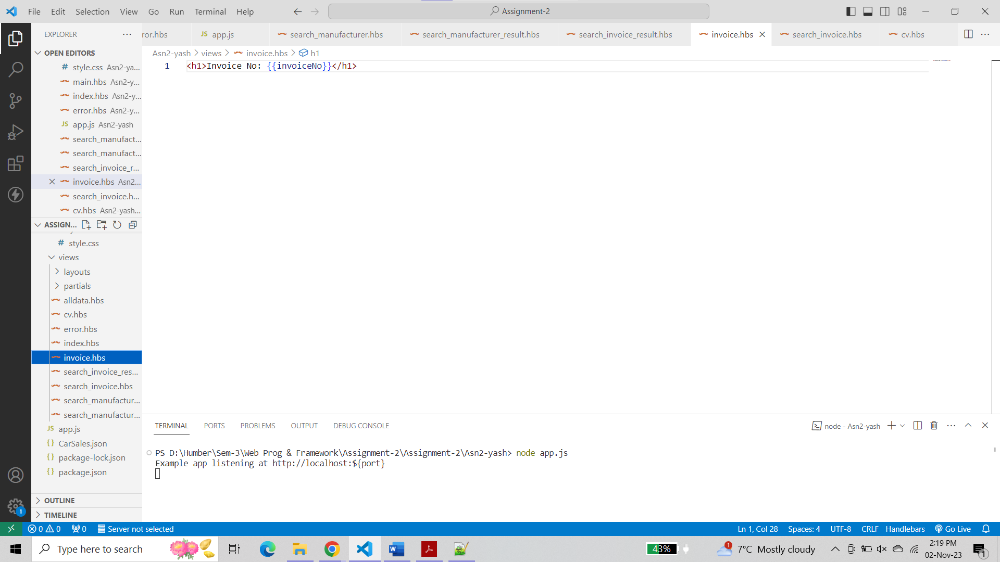 File Edit Selection View Go Run Terminal Help
Assignment-2
EXPLORER
ror.hbs
JS app.js
search_manufacturer.hbs
search_manufacturer_result.hbs
search_invoice_result.hbs
invoice.hbs
search_invoice.hbs
cv.hbs
OPEN EDITORS
# style.css Asn2-ya...
main.hbs Asn2-y...
index.hbs Asn2-y...
error.hbs Asn2-y...
JS app.js Asn2-yash
search_manufact...
search_manufact...
search_invoice_r...
invoice.hbs Asn2...
search_invoice.h...
cv.hbs Asn2-yash...
ASSIGN...
# style.css
views
layouts
partials
alldata.hbs
cv.hbs
error.hbs
index.hbs
invoice.hbs
search_invoice_res...
search_invoice.hbs
search_manufactur...
search_manufactur...
JS app.js
{} CarSales.json
{} package-lock.json
{} package.json
OUTLINE
TIMELINE
Asn2-yash > views > invoice.hbs > h1
1 <h1>Invoice No: {{invoiceNo}}</h1>
TERMINAL PORTS PROBLEMS OUTPUT DEBUG CONSOLE
node - Asn2-yash
PS D:\Humber\Sem-3\Web Prog & Framework\Assignment-2\Assignment-2\Asn2-yash> node app.js
Example app listening at http://localhost:${port}
1
0 0 0 Server not selected
Ln 1, Col 28 Spaces: 4 UTF-8 CRLF Handlebars Go Live
Type here to search
43%
1
7°C Mostly cloudy
2:19 PM
02-Nov-23
1